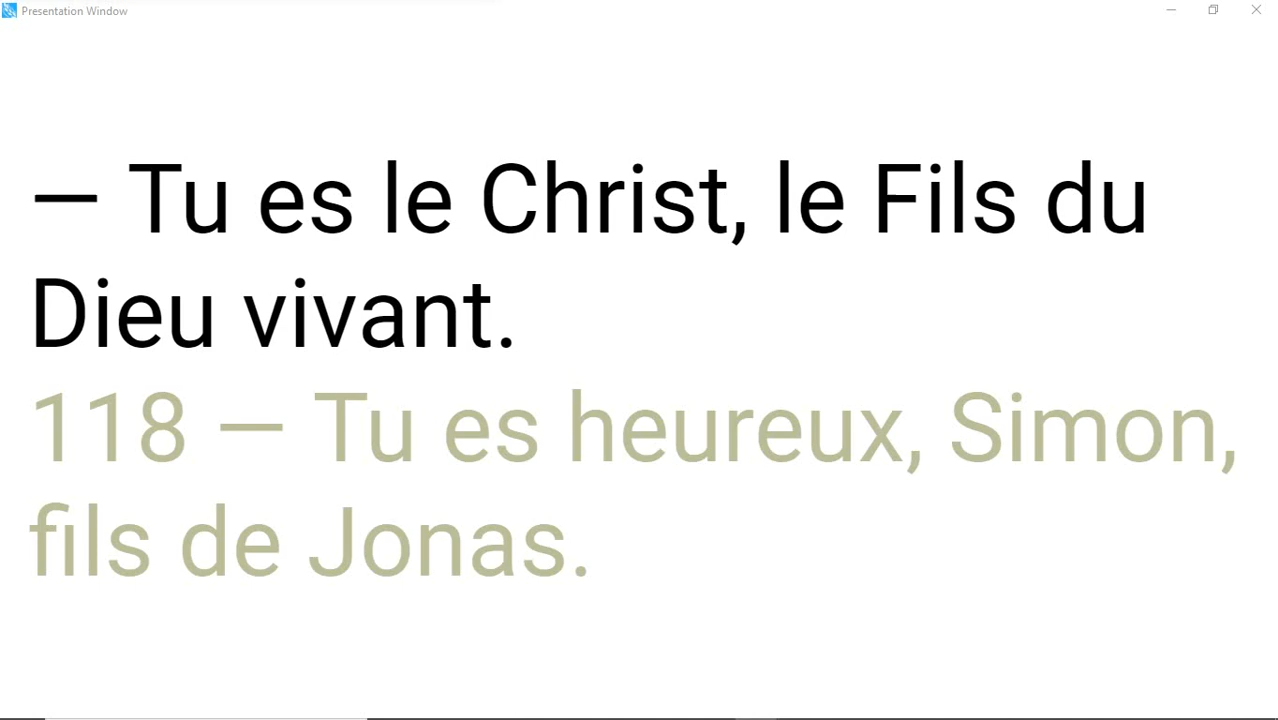 Presentation Window
— Tu es le Christ, le Fils du
Dieu vivant.
118 — Tu es heureux, Simon,
fils de Jonas.